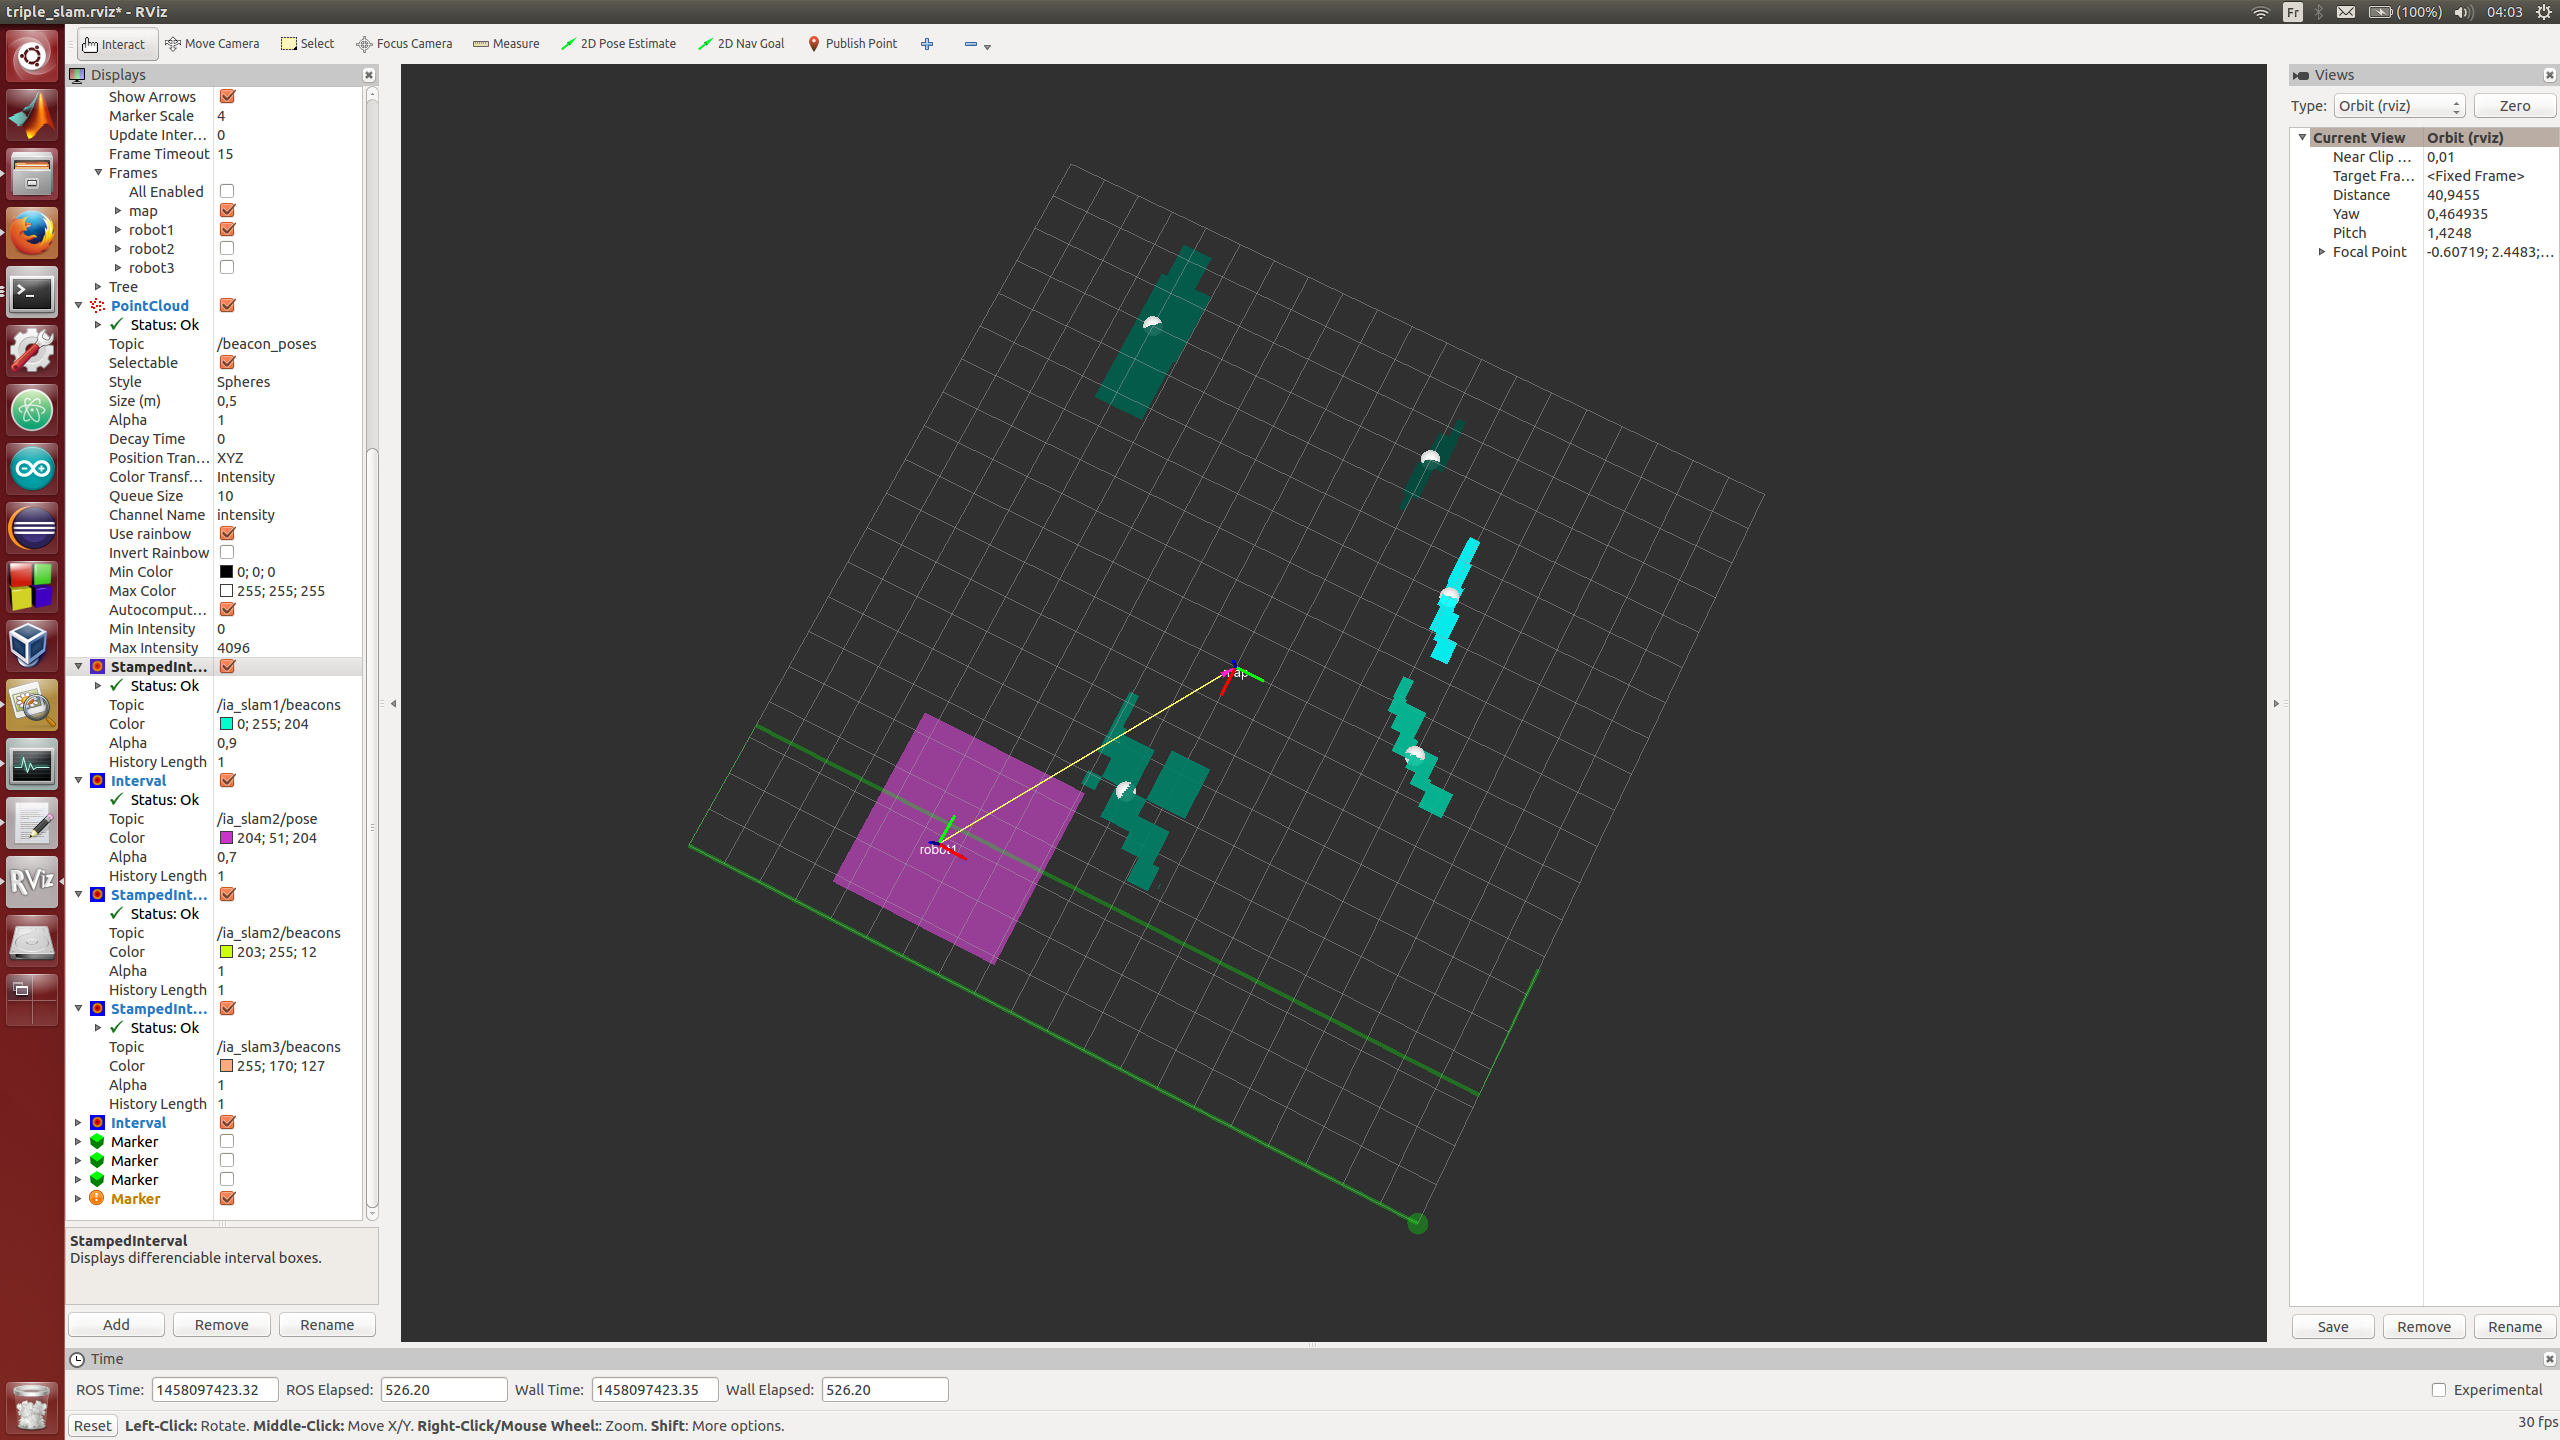 triple_slam.rviz* - RViz
Fr (100%) 04:03
Interact Move Camera Select Focus Camera Measure 2D Pose Estimate 2D Nav Goal Publish Point
Displays
Show Arrows
Marker Scale 4
Update Inter... 0
Frame Timeout 15
Frames
All Enabled
map
robot1
robot2
robot3
Tree
PointCloud
Status: Ok
Topic /beacon_poses
Selectable
Style Spheres
Size (m) 0,5
Alpha 1
Decay Time 0
Position Tran... XYZ
Color Transf... Intensity
Queue Size 10
Channel Name intensity
Use rainbow
Invert Rainbow
Min Color 0; 0; 0
Max Color 255; 255; 255
Autocomput...
Min Intensity 0
Max Intensity 4096
StampedInt...
Status: Ok
Topic /ia_slam1/beacons
Color 0; 255; 204
Alpha 0,9
History Length 1
Interval
Status: Ok
Topic /ia_slam2/pose
Color 204; 51; 204
Alpha 0,7
History Length 1
StampedInt...
Status: Ok
Topic /ia_slam2/beacons
Color 203; 255; 12
Alpha 1
History Length 1
StampedInt...
Status: Ok
Topic /ia_slam3/beacons
Color 255; 170; 127
Alpha 1
History Length 1
Interval
Marker
Marker
Marker
Marker
StampedInterval
Displays differenciable interval boxes.
Add Remove Rename
RViz
robot1
Views
Type: Orbit (rviz) Zero
Current View Orbit (rviz)
Near Clip ... 0,01
Target Fra... <Fixed Frame>
Distance 40,9455
Yaw 0,464935
Pitch 1,4248
Focal Point -0.60719; 2.4483;...
Save Remove Rename
Time
ROS Time: 1458097423.32 ROS Elapsed: 526.20 Wall Time: 1458097423.35 Wall Elapsed: 526.20 Experimental
Reset Left-Click: Rotate. Middle-Click: Move X/Y. Right-Click/Mouse Wheel:: Zoom. Shift: More options. 30 fps